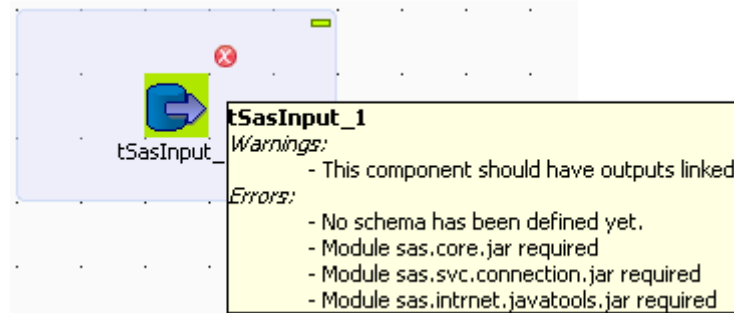 tSasInput_1
Warnings:
- This component should have outputs linked
Errors:
- No schema has been defined yet.
- Module sas.core.jar required
- Module sas.svc.connection.jar required
- Module sas.intrnet.javatools.jar required
tSasInput_